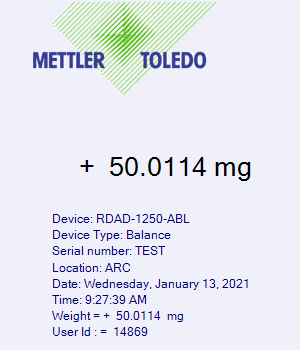 METTLER TOLEDO
+ 50.0114 mg
Device: RDAD-1250-ABL
Device Type: Balance
Serial number: TEST
Location: ARC
Date: Wednesday, January 13, 2021
Time: 9:27:39 AM
Weight = + 50.0114 mg
User Id : = 14869